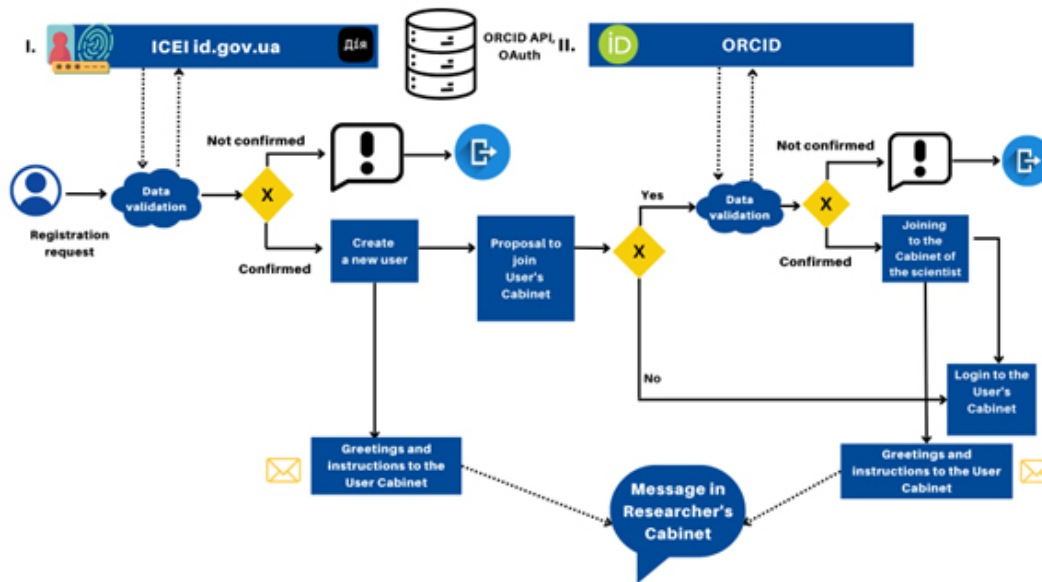 I.
ICEI id.gov.ua
Дія
ORCID API,
OAuth
II.
iD
ORCID
Not confirmed
Not confirmed
Registration
request
Data
validation
X
Confirmed
Create
a new user
Proposal to
join
User's
Cabinet
X
Yes
No
Data
validation
X
Confirmed
Joining
to the
Cabinet of
the scientist
Login to the
User's
Cabinet
Greetings and
instructions to the
User Cabinet
Message in
Researcher's
Cabinet
Greetings and
instructions to the User
Cabinet